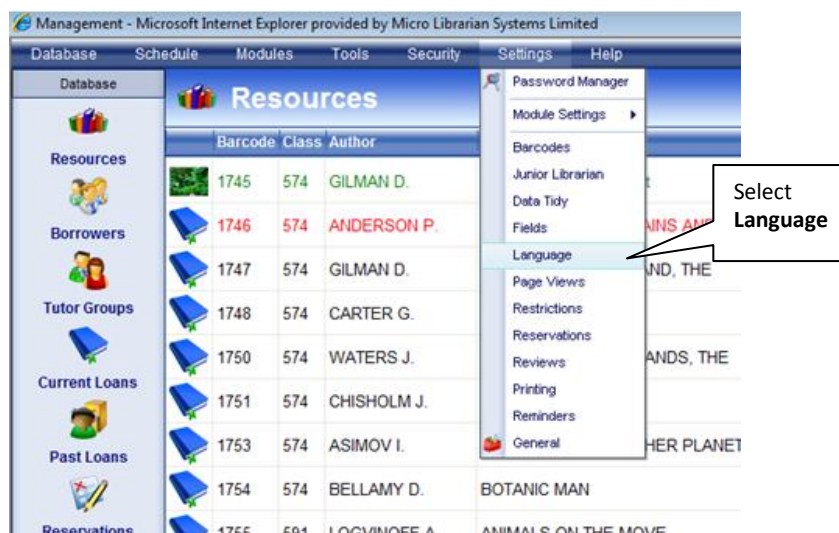 Management - Microsoft Internet Explorer provided by Micro Librarian Systems Limited
Database Schedule Modules Tools Security Settings Help
Database
Resources
Borrowers
Tutor Groups
Current Loans
Past Loans
Reservations
Resources
Barcode Class Author
1745 574 GILMAN D.
1746 574 ANDERSON P.
1747 574 GILMAN D. AND, THE
1748 574 CARTER G.
1750 574 WATERS J. ANDS, THE
1751 574 CHISHOLM J.
1753 574 ASIMOV I. HER PLANET
1754 574 BELLAMY D. BOTANIC MAN
1755 591 LOGVINOFF A. ANIMALS ON THE MOVE
Password Manager
Module Settings
Barcodes
Junior Librarian
Data Tidy
Fields
Language
Page Views
Restrictions
Reservations
Reviews
Printing
Reminders
General
Select
Language